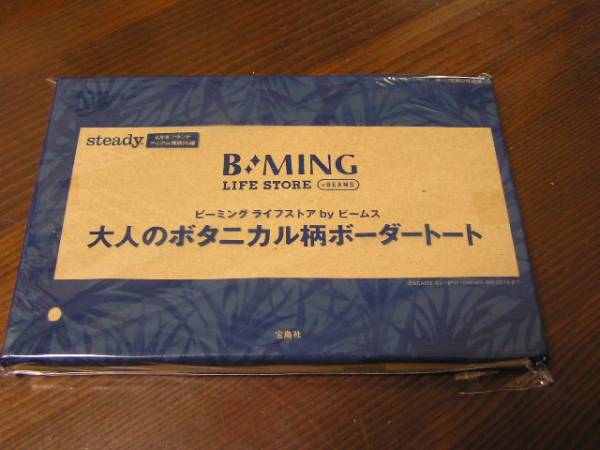 steady.
B MING
LIFE STORE by BEAMS
ビーミング ライフストア by ビームス
大人のボタニカル柄ボーダートート
宝島社